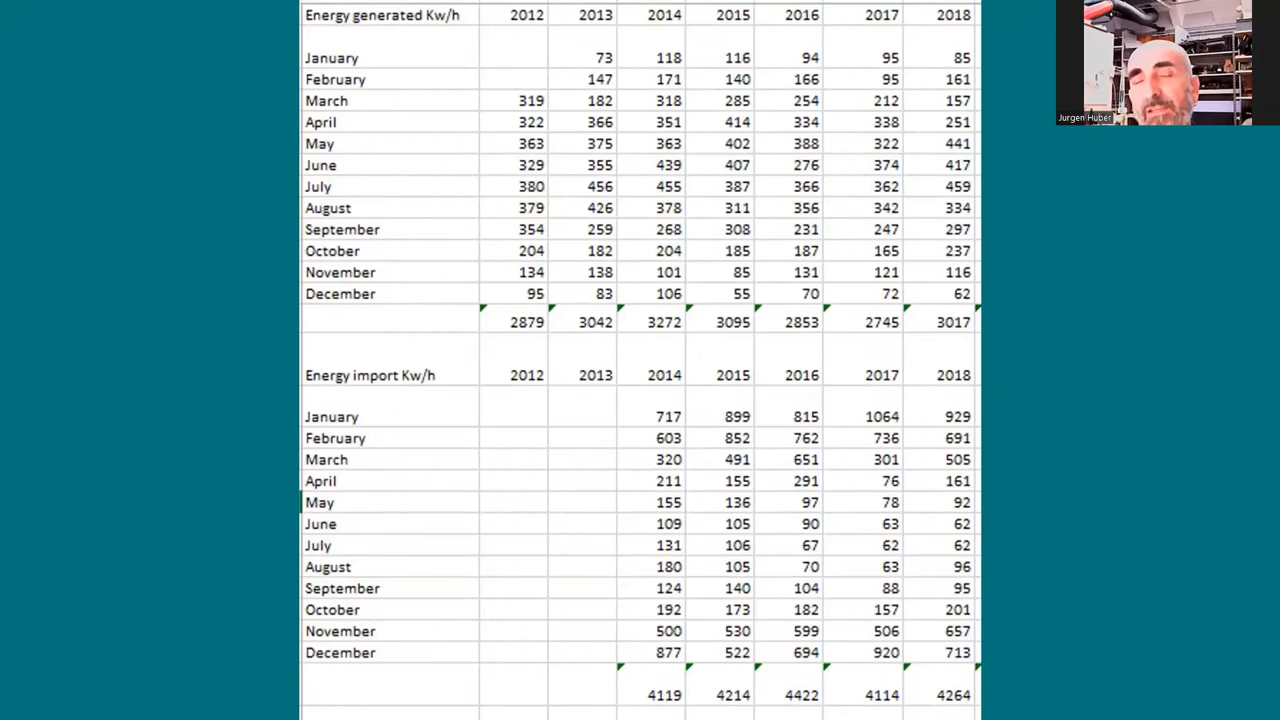 Energy generated Kw/h 2012 2013 2014 2015 2016 2017 2018
January 73 118 116 94 95 85
February 147 171 140 166 95 161
March 319 182 318 285 254 212 157
April 322 366 351 414 334 338 251
May 363 375 363 402 388 322 441
June 329 355 439 407 276 374 417
July 380 456 455 387 366 362 459
August 379 426 378 311 356 342 334
September 354 259 268 308 231 247 297
October 204 182 204 185 187 165 237
November 134 138 101 85 131 121 116
December 95 83 106 55 70 72 62
2879 3042 3272 3095 2853 2745 3017
Energy import Kw/h 2012 2013 2014 2015 2016 2017 2018
January 717 899 815 1064 929
February 603 852 762 736 691
March 320 491 651 301 505
April 211 155 291 76 161
May 155 136 97 78 92
June 109 105 90 63 62
July 131 106 67 62 62
August 180 105 70 63 96
September 124 140 104 88 95
October 192 173 182 157 201
November 500 530 599 506 657
December 877 522 694 920 713
4119 4214 4422 4114 4264
Jurgen Huber